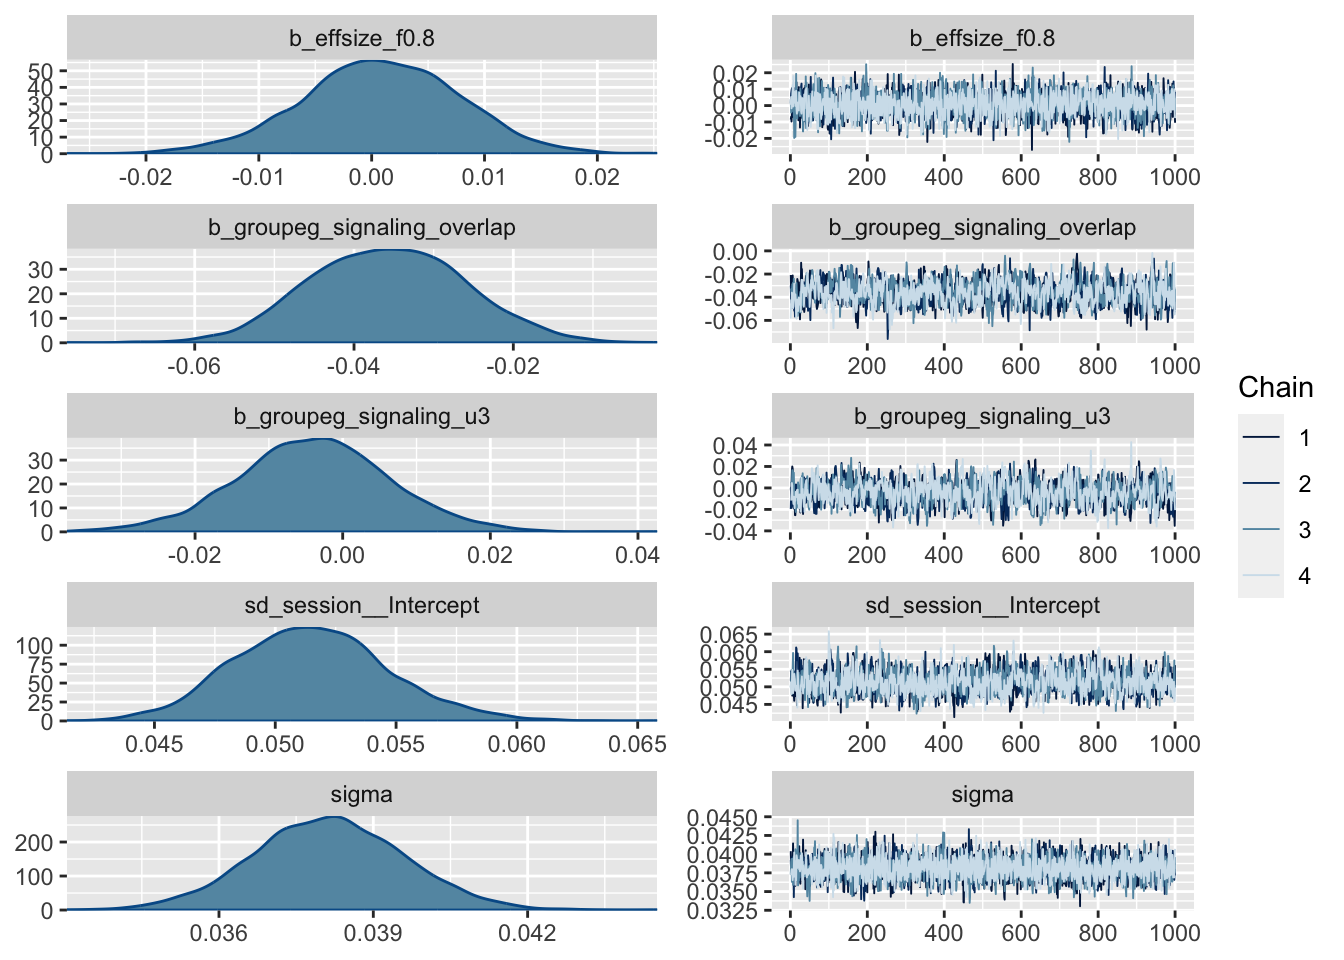 b_effsize_f0.8
50
40
30
20
10
0
-0.02 -0.01 0.00 0.01 0.02
b_effsize_f0.8
0.02
0.01
0.00
-0.01
-0.02
0 200 400 600 800 1000
b_groupeg_signaling_overlap
30
20
10
0
-0.06 -0.04 -0.02
b_groupeg_signaling_overlap
0.00
-0.02
-0.04
-0.06
0 200 400 600 800 1000
b_groupeg_signaling_u3
30
20
10
0
-0.02 0.00 0.02 0.04
b_groupeg_signaling_u3
0.04
0.02
0.00
-0.02
-0.04
0 200 400 600 800 1000
sd_session__Intercept
100
75
50
25
0
0.045 0.050 0.055 0.060 0.065
sd_session__Intercept
0.065
0.060
0.055
0.050
0.045
0 200 400 600 800 1000
sigma
200
100
0
0.036 0.039 0.042
sigma
0.0450
0.0425
0.0400
0.0375
0.0350
0.0325
0 200 400 600 800 1000
Chain
1
2
3
4